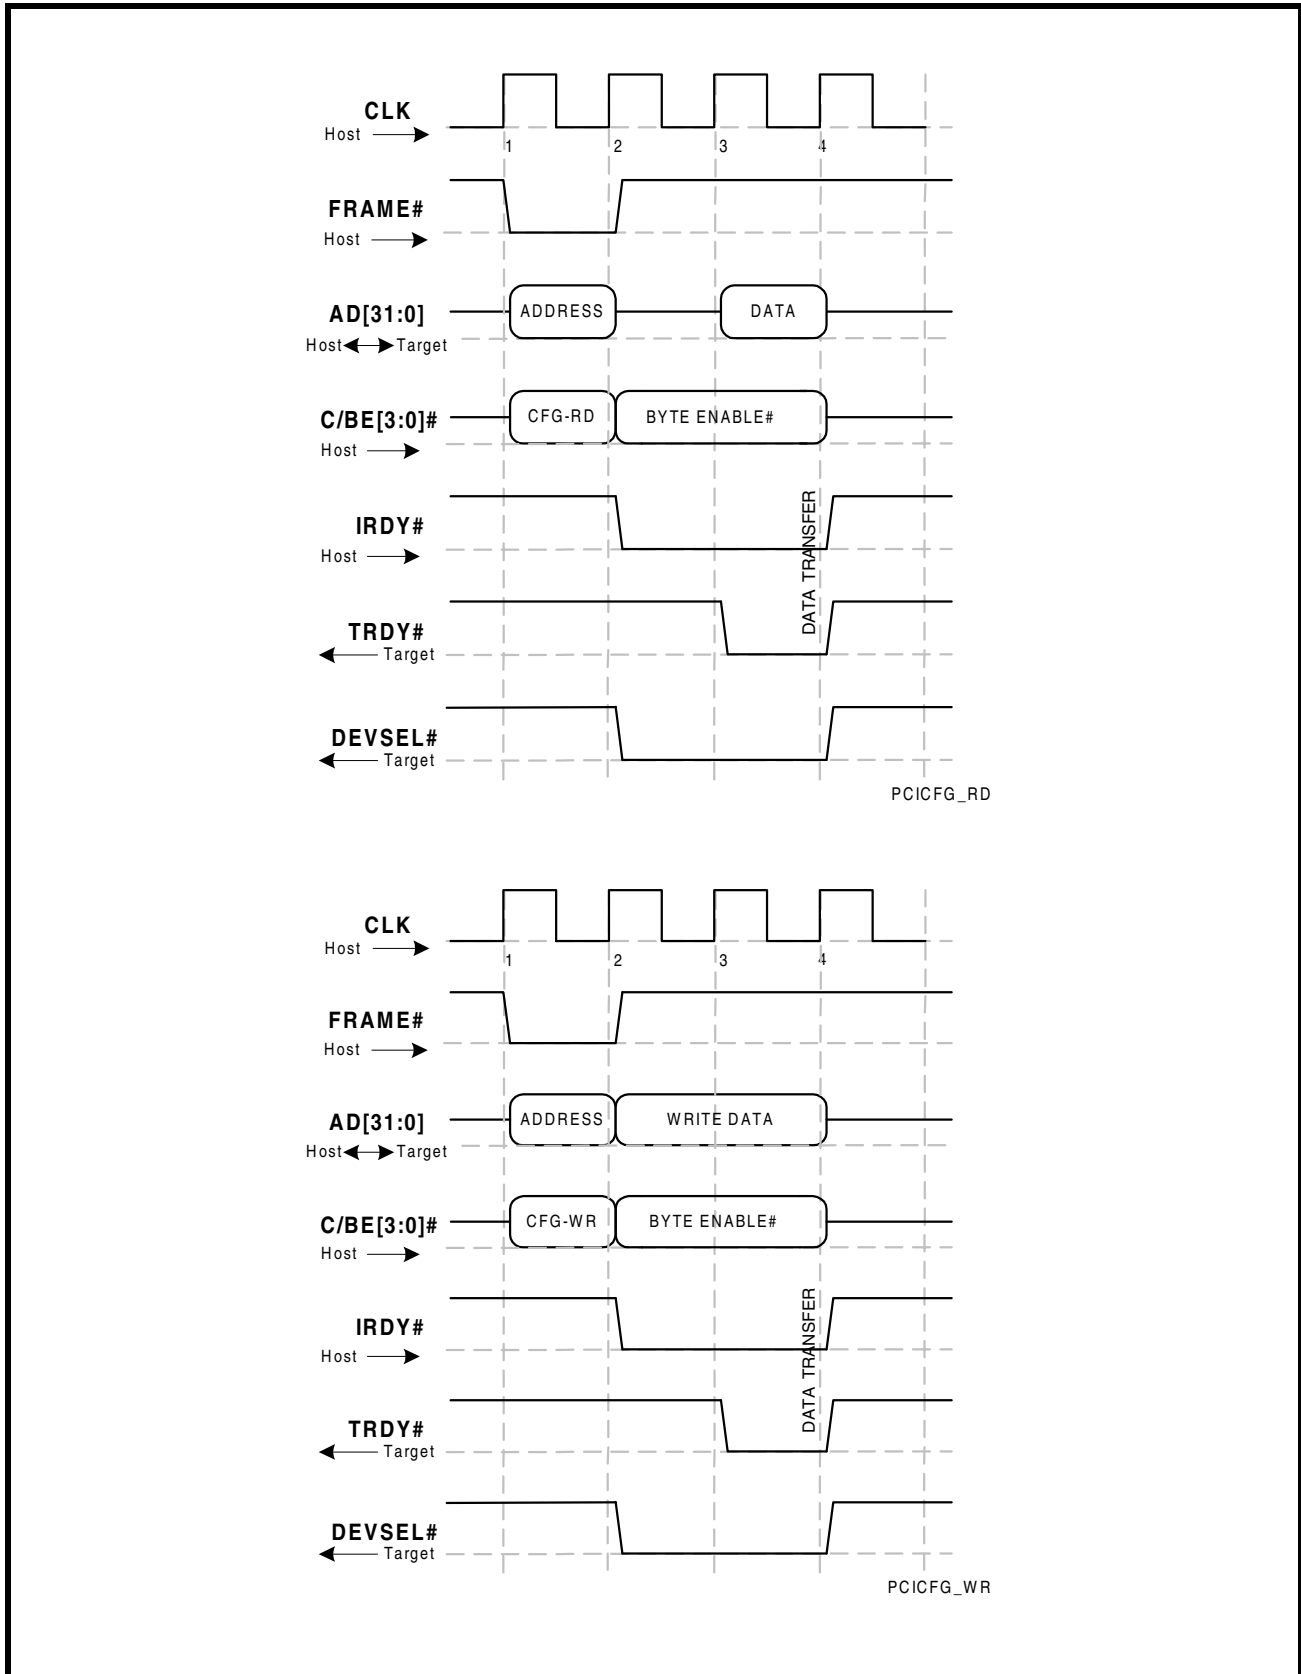 CLK
Host
1 2 3 4
FRAME#
Host
AD[31:0] ADDRESS DATA
Host Target
C/BE[3:0]# CFG-RD BYTE ENABLE#
Host
IRDY#
Host
DATA TRANSFER
TRDY#
Target
DEVSEL#
Target
PCICFG_RD
CLK
Host
1 2 3 4
FRAME#
Host
AD[31:0] ADDRESS WRITE DATA
Host Target
C/BE[3:0]# CFG-WR BYTE ENABLE#
Host
IRDY#
Host
DATA TRANSFER
TRDY#
Target
DEVSEL#
Target
PCICFG_WR